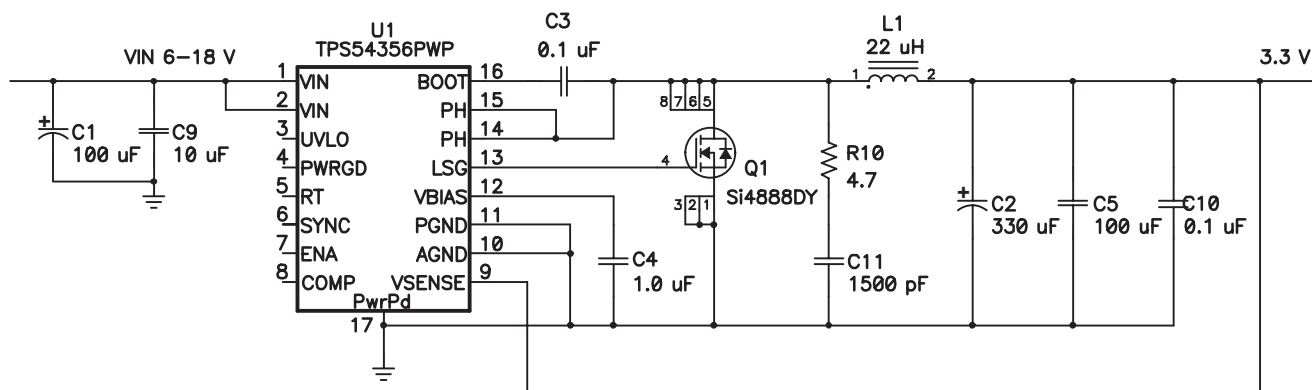 U1
TPS54356PWP
VIN 6-18 V
1 VIN
2 VIN
3 UVLO
4 PWRGD
5 RT
6 SYNC
7 ENA
8 COMP
BOOT 16
PH 15
PH 14
LSG 13
VBIAS 12
PGND 11
AGND 10
VSENSE 9
PwrPd
17
+
C1
100 uF
C9
10 uF
C3
0.1 uF
8 7 6 5
4
3 2 1
Q1
Si4888DY
C4
1.0 uF
L1
22 uH
1 2
R10
4.7
C11
1500 pF
+
C2
330 uF
C5
100 uF
C10
0.1 uF
3.3 V